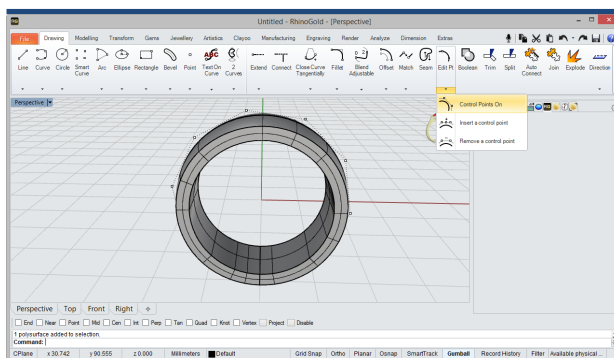 Untitled - RhinoGold - [Perspective]
File Drawing Modelling Transform Gems Jewellery Artistics Clayoo Manufacturing Engraving Render Analyze Dimension Extras
Line Curve Circle Smart Curve Arc Ellipse Rectangle Bevel Point Text On Curve 2 Curves Extend Connect Close Curve Tangentially Fillet Blend Adjustable Offset Match Seam Edit Pt Boolean Trim Split Auto Connect Join Explode Direction
Perspective
Control Points On
Insert a control point
Remove a control point
Perspective Top Front Right
End Near Point Mid Cen Int Perp Tan Quad Knot Vertex Project Disable
1 polysurface added to selection.
Command:
CPlane x 30.742 y 90.555 z 0.000 Millimeters Default Grid Snap Ortho Planar Osnap SmartTrack Gumball Record History Filter Available physical...